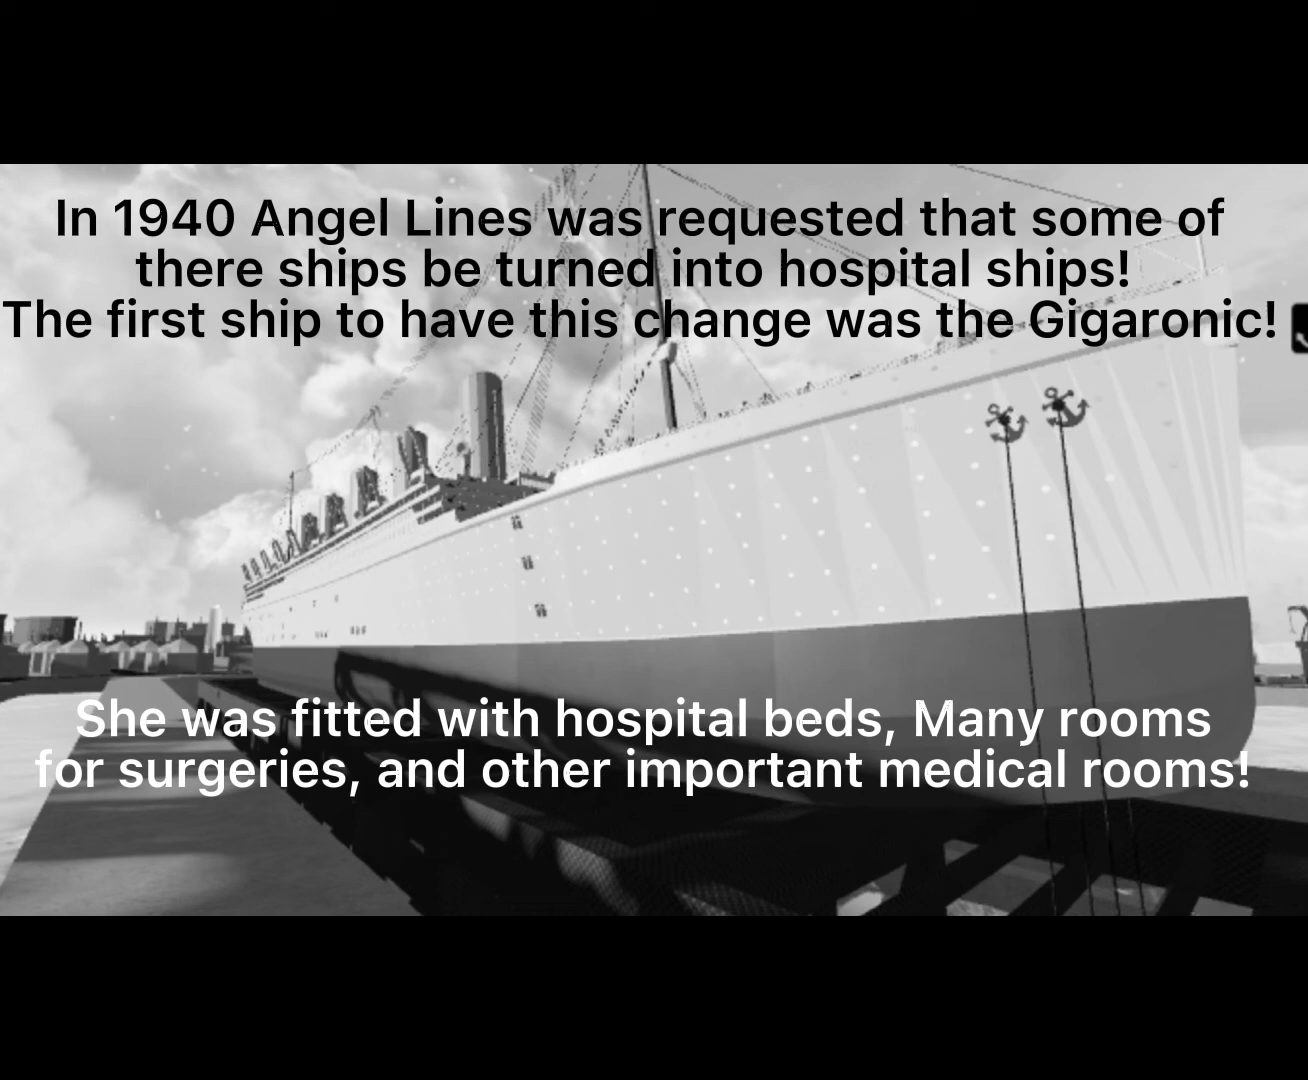 In 1940 Angel Lines was requested that some of
there ships be turned into hospital ships!
The first ship to have this change was the Gigaronic!
She was fitted with hospital beds, Many rooms
for surgeries, and other important medical rooms!